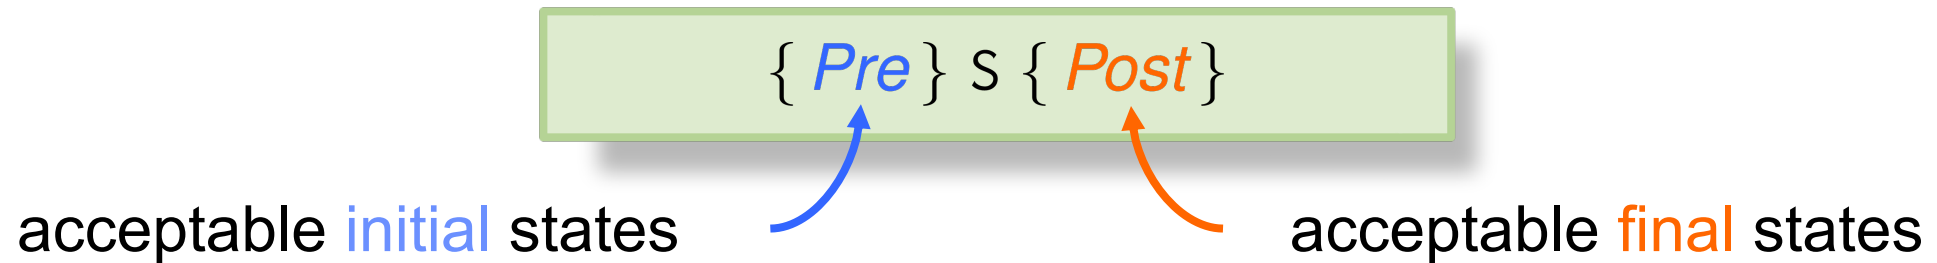 { Pre } S { Post }
acceptable initial states
acceptable final states